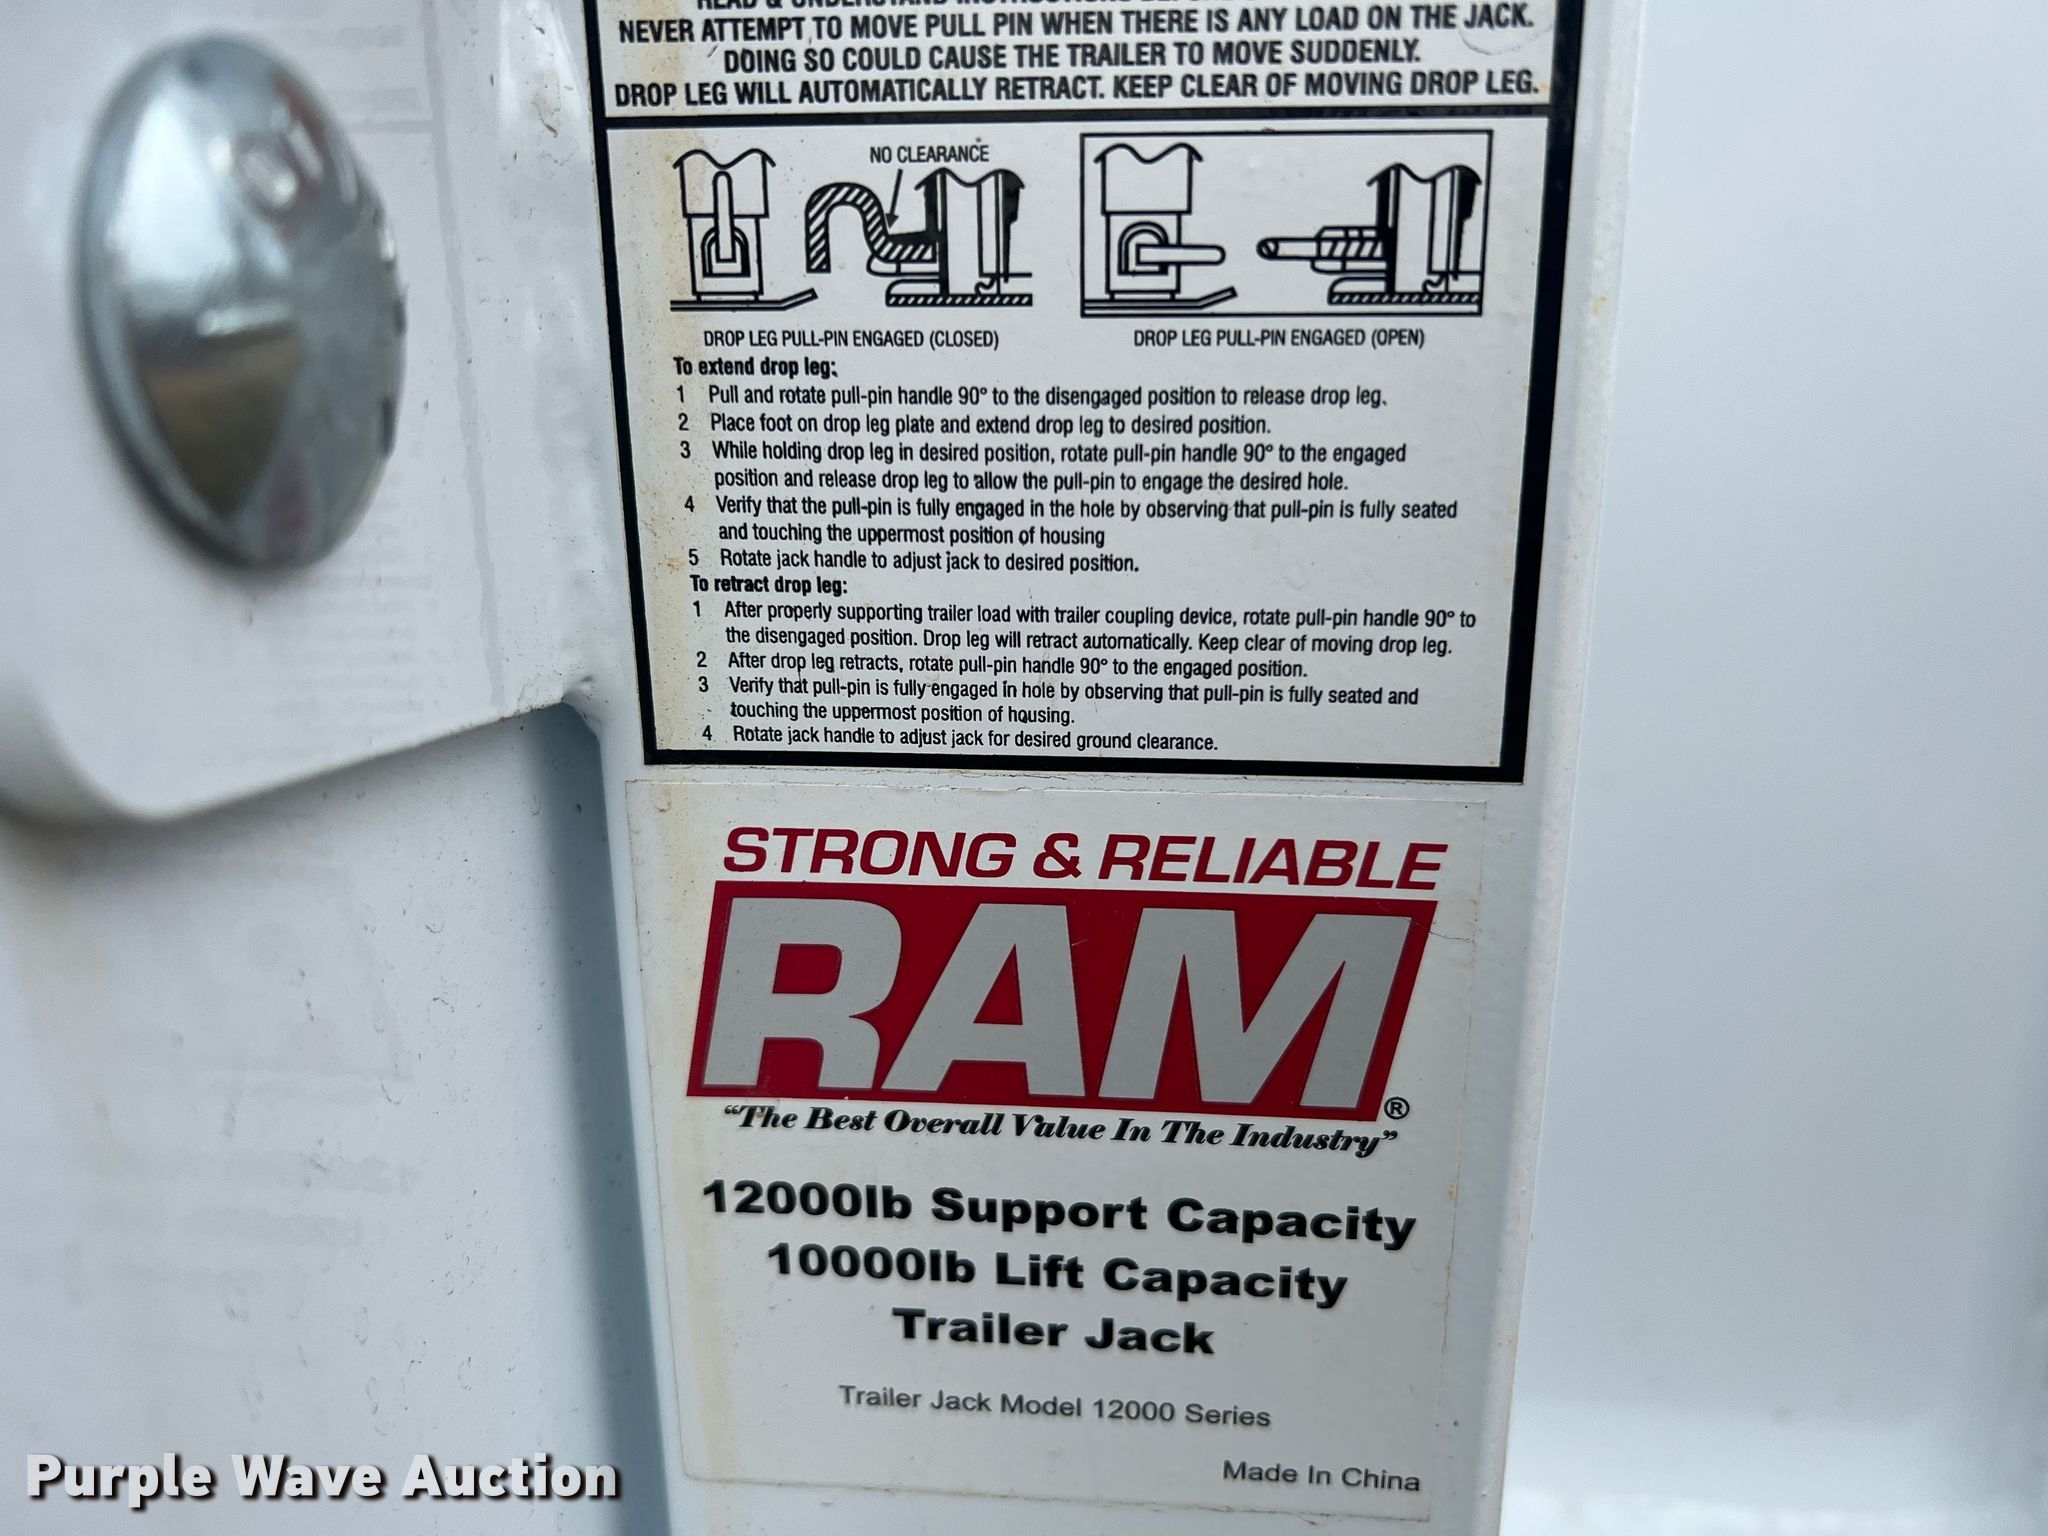 READ & UNDERSTAND INSTRUCTIONS BEFORE
NEVER ATTEMPT TO MOVE PULL PIN WHEN THERE IS ANY LOAD ON THE JACK.
DOING SO COULD CAUSE THE TRAILER TO MOVE SUDDENLY.
DROP LEG WILL AUTOMATICALLY RETRACT. KEEP CLEAR OF MOVING DROP LEG.
NO CLEARANCE
DROP LEG PULL-PIN ENGAGED (CLOSED)
DROP LEG PULL-PIN ENGAGED (OPEN)
To extend drop leg:
1 Pull and rotate pull-pin handle 90° to the disengaged position to release drop leg.
2 Place foot on drop leg plate and extend drop leg to desired position.
3 While holding drop leg in desired position, rotate pull-pin handle 90° to the engaged
position and release drop leg to allow the pull-pin to engage the desired hole.
4 Verify that the pull-pin is fully engaged in the hole by observing that pull-pin is fully seated
and touching the uppermost position of housing
5 Rotate jack handle to adjust jack to desired position.
To retract drop leg:
1 After properly supporting trailer load with trailer coupling device, rotate pull-pin handle 90° to
the disengaged position. Drop leg will retract automatically. Keep clear of moving drop leg.
2 After drop leg retracts, rotate pull-pin handle 90° to the engaged position.
3 Verify that pull-pin is fully engaged in hole by observing that pull-pin is fully seated and
touching the uppermost position of housing.
4 Rotate jack handle to adjust jack for desired ground clearance.
STRONG & RELIABLE
RAM®
"The Best Overall Value In The Industry"
12000lb Support Capacity
10000lb Lift Capacity
Trailer Jack
Trailer Jack Model 12000 Series
Made In China
Purple Wave Auction